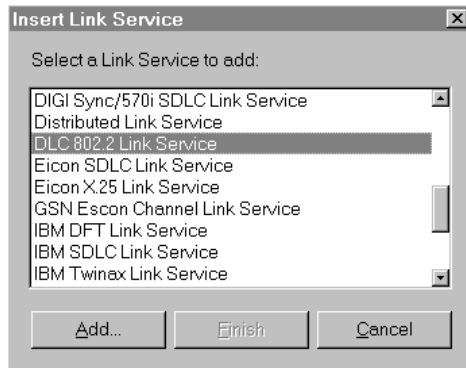 Insert Link Service
Select a Link Service to add:
DIGI Sync/570i SDLC Link Service
Distributed Link Service
DLC 802.2 Link Service
Eicon SDLC Link Service
Eicon X.25 Link Service
GSN Escon Channel Link Service
IBM DFT Link Service
IBM SDLC Link Service
IBM Twinax Link Service
Add...
Finish
Cancel